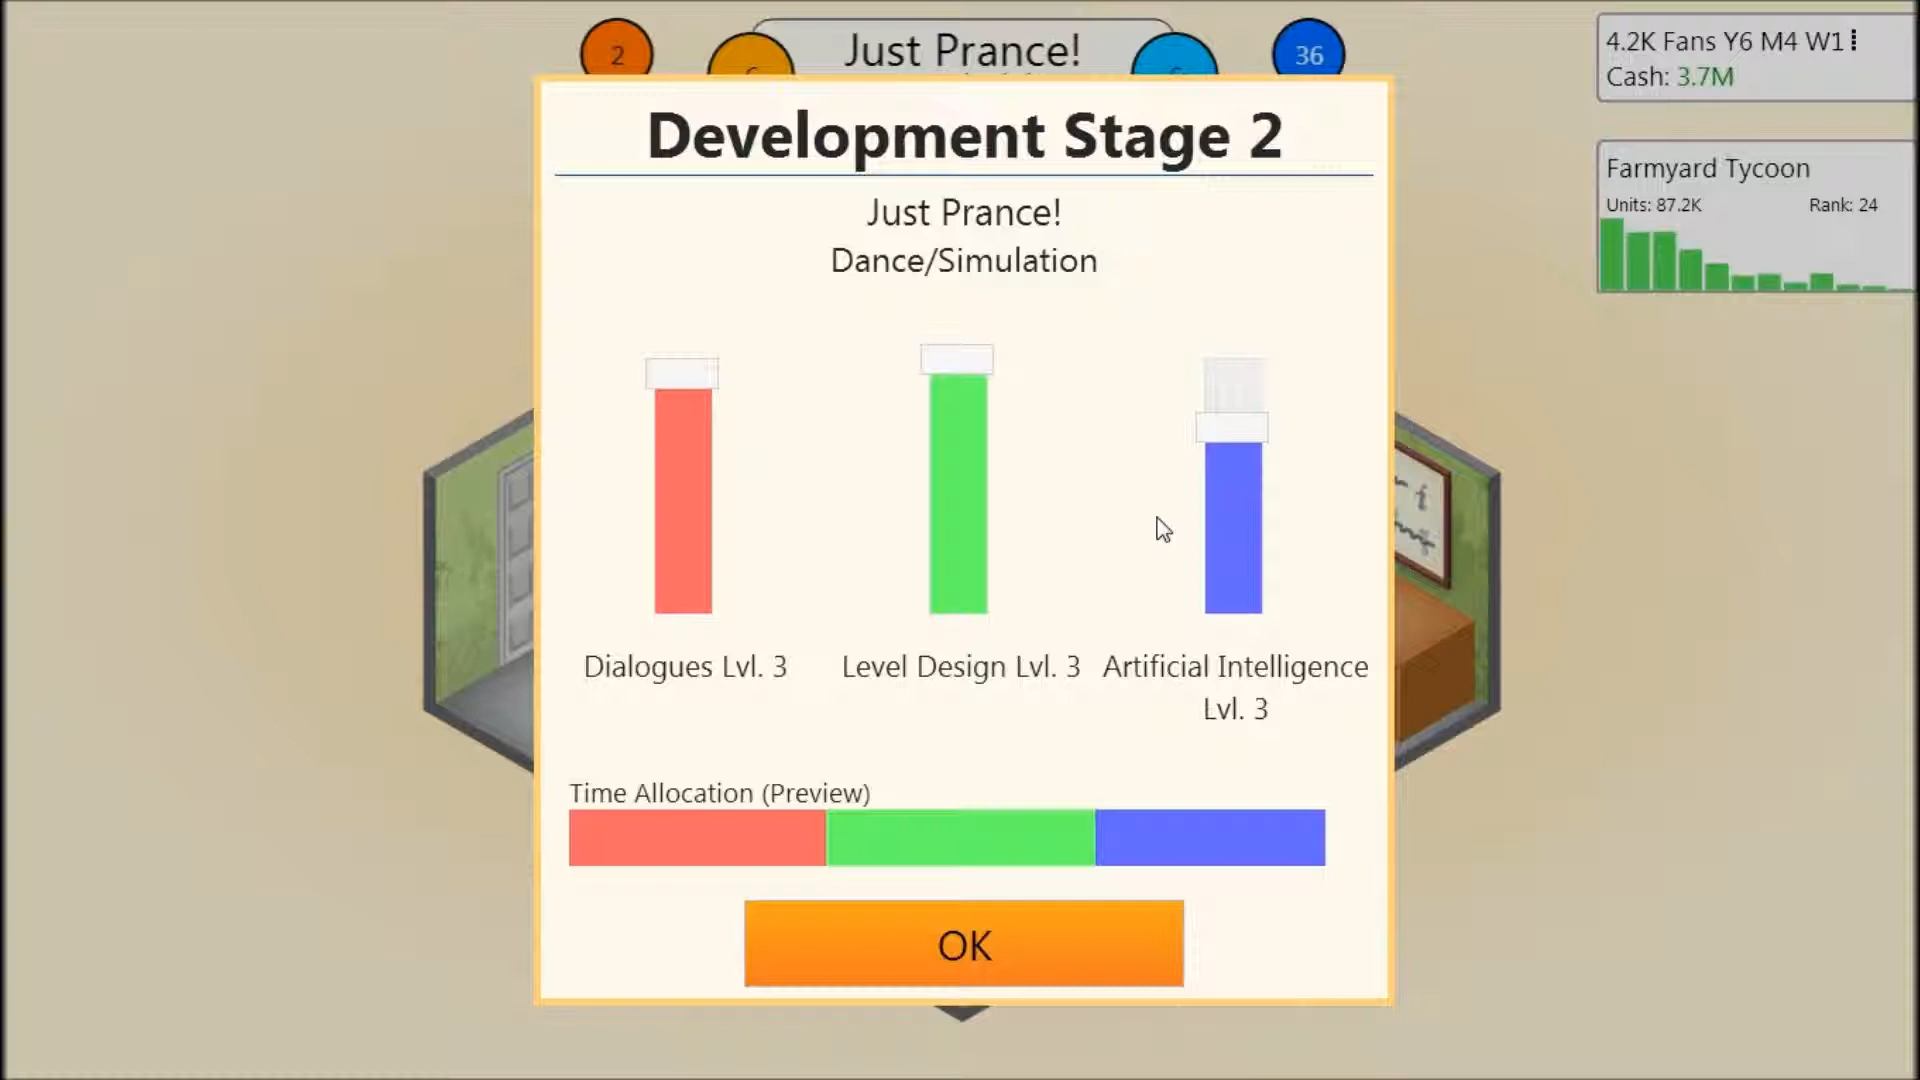 2
Just Prance!
36
4.2K Fans Y6 M4 W1
Cash: 3.7M
Development Stage 2
Just Prance!
Dance/Simulation
Farmyard Tycoon
Units: 87.2K Rank: 24
Dialogues Lvl. 3
Level Design Lvl. 3
Artificial Intelligence
Lvl. 3
Time Allocation (Preview)
OK